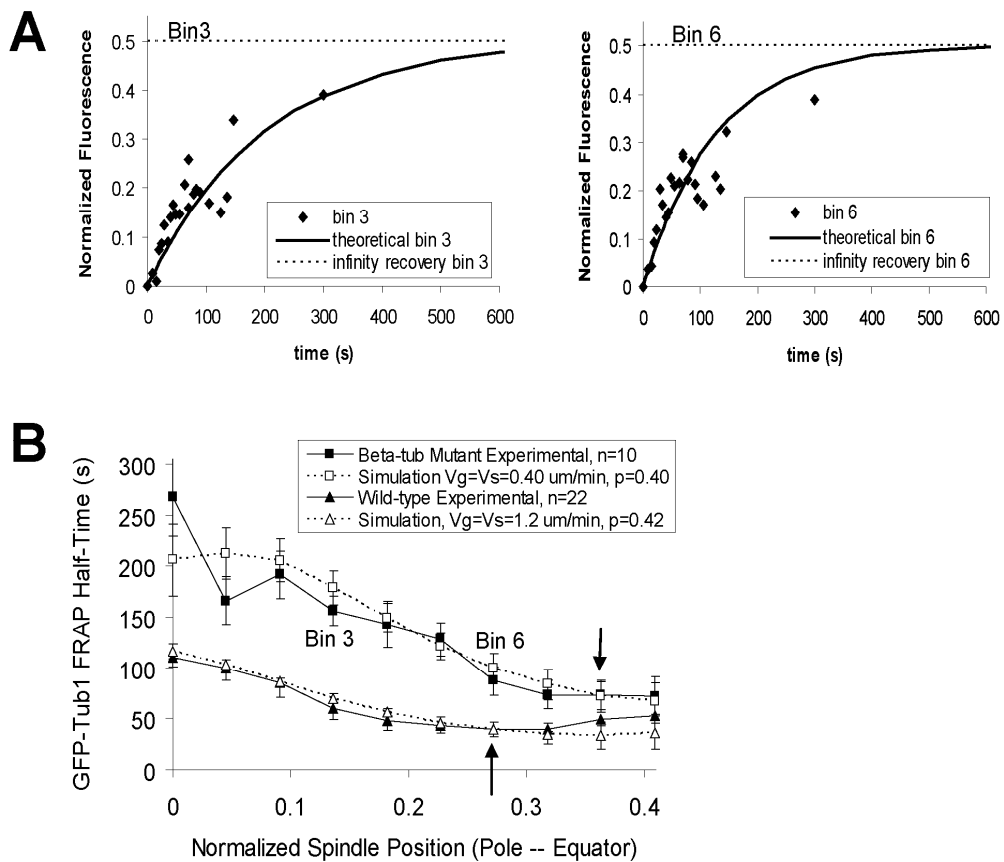 A
Bin3
Normalized Fluorescence
0.5
0.4
0.3
0.2
0.1
0
bin 3
theoretical bin 3
infinity recovery bin 3
0 100 200 300 400 500 600
time (s)
Bin 6
Normalized Fluorescence
0.5
0.4
0.3
0.2
0.1
0
bin 6
theoretical bin 6
infinity recovery bin 6
0 100 200 300 400 500 600
time (s)
B
GFP-Tub1 FRAP Half-Time (s)
300
250
200
150
100
50
0
Beta-tub Mutant Experimental, n=10
Simulation Vg=Vs=0.40 um/min, p=0.40
Wild-type Experimental, n=22
Simulation, Vg=Vs=1.2 um/min, p=0.42
Bin 3
Bin 6
0 0.1 0.2 0.3 0.4
Normalized Spindle Position (Pole -- Equator)